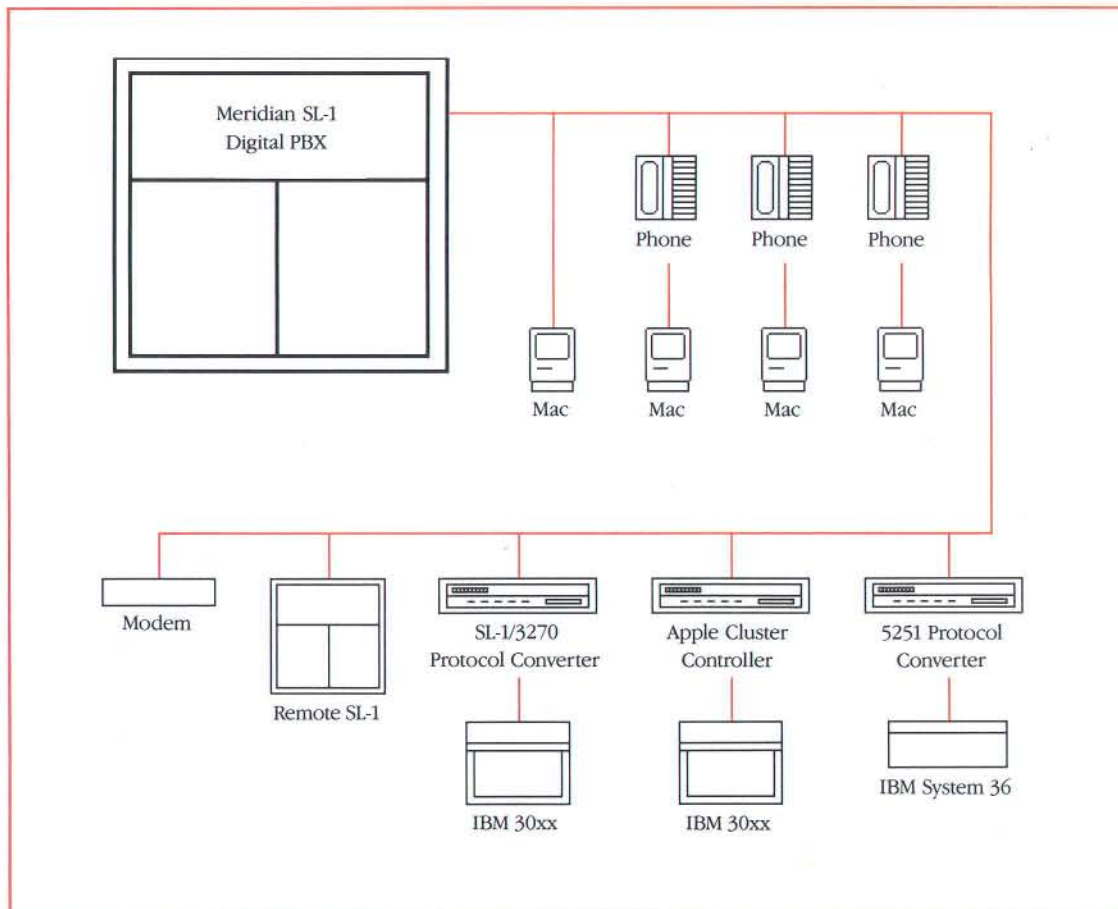 Meridian SL-1
Digital PBX
Phone
Phone
Phone
Mac
Mac
Mac
Mac
Modem
Remote SL-1
SL-1/3270
Protocol Converter
Apple Cluster
Controller
5251 Protocol
Converter
IBM 30xx
IBM 30xx
IBM System 36